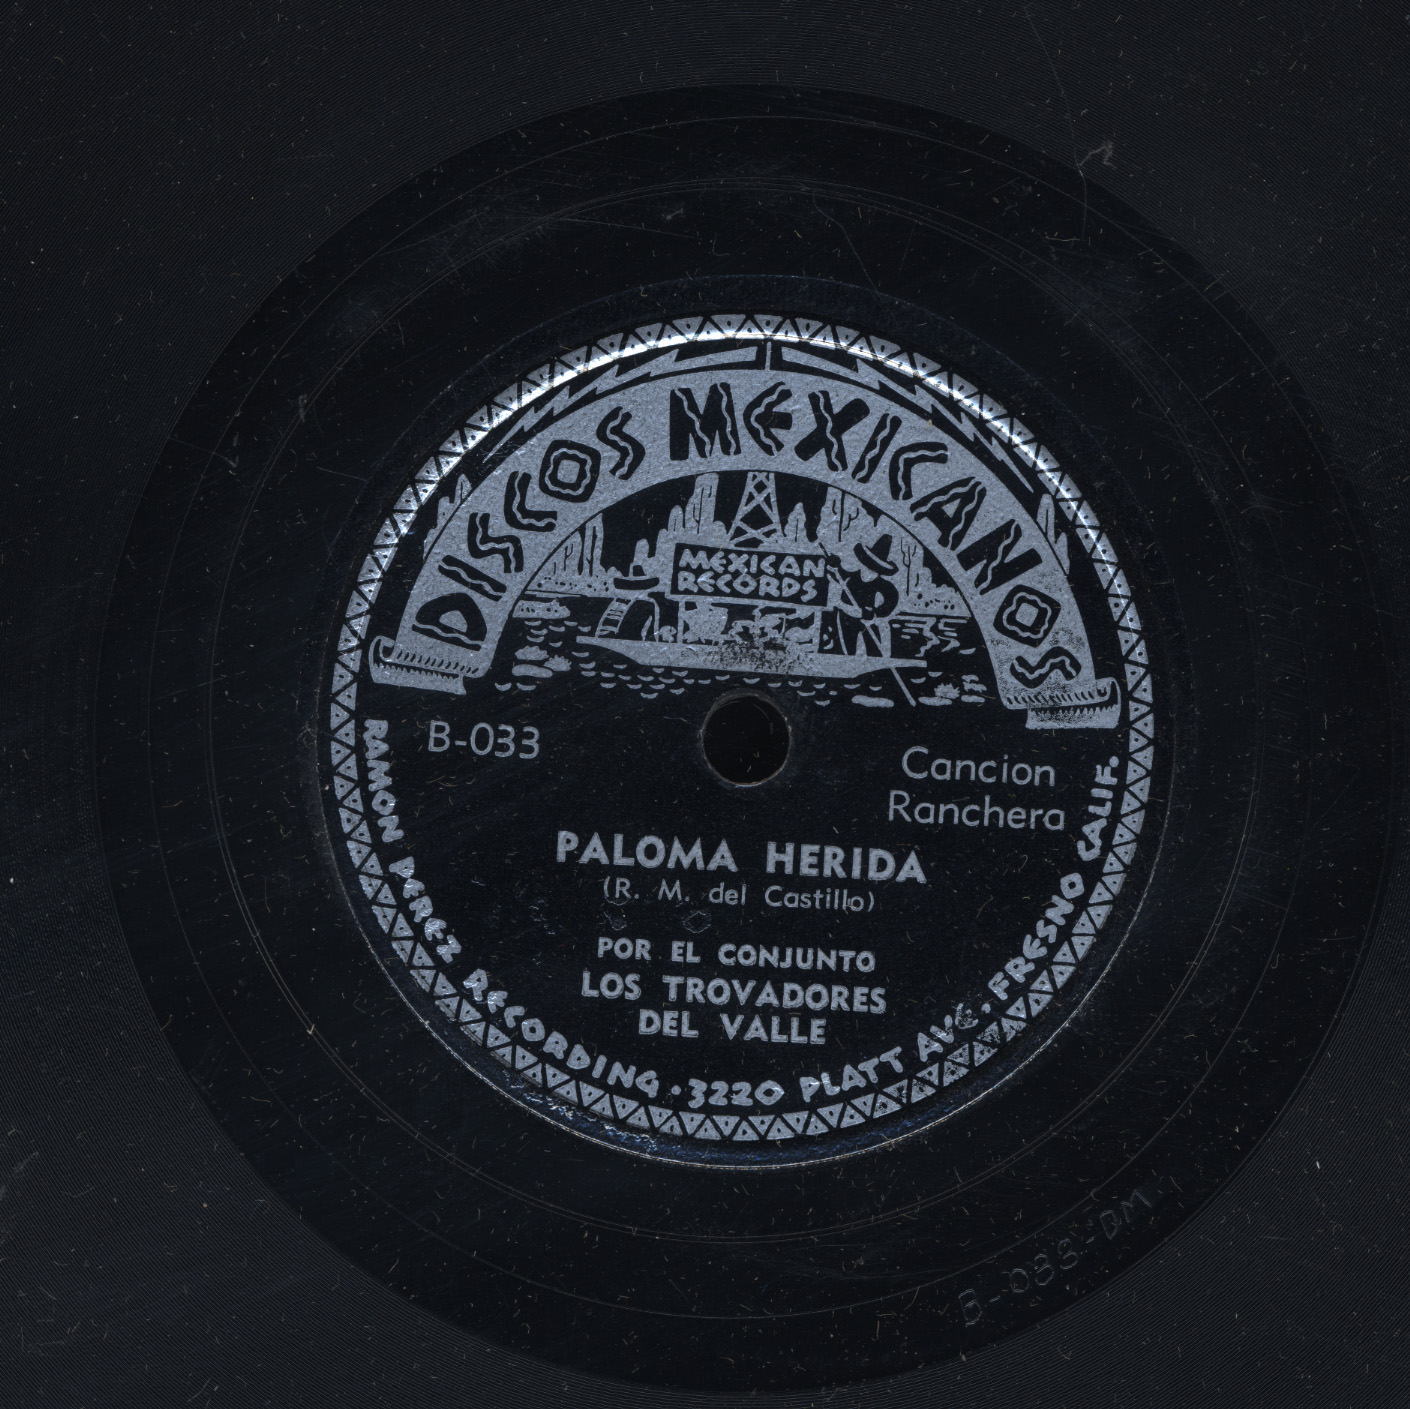 DISCOS MEXICANOS
MEXICAN
RECORDS
B-033
Cancion
Ranchera
PALOMA HERIDA
(R. M. del Castillo)
POR EL CONJUNTO
LOS TROVADORES
DEL VALLE
RAMON PEREZ RECORDING · 3220 PLATT AVE. FRESNO CALIF.
B-033-BM